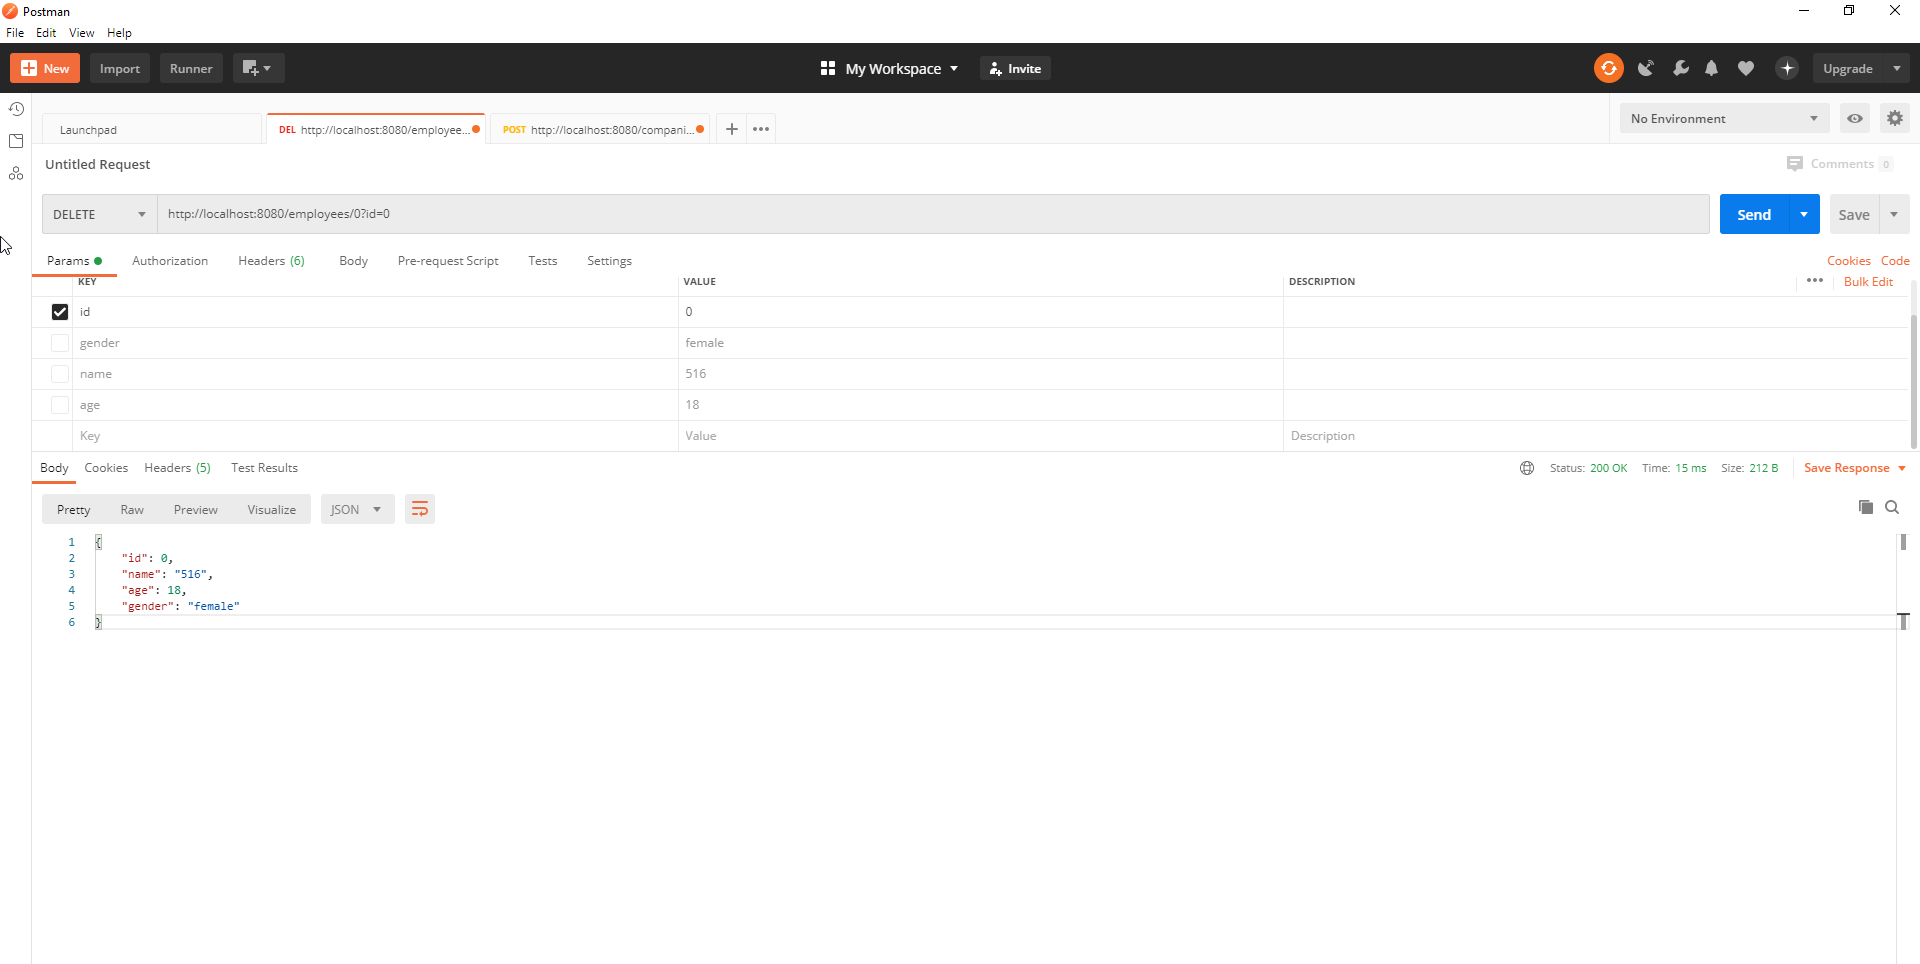 Postman
File Edit View Help
New Import Runner My Workspace Invite Upgrade
Launchpad DEL http://localhost:8080/employee... POST http://localhost:8080/compani... No Environment
Untitled Request Comments 0
DELETE http://localhost:8080/employees/0?id=0 Send Save
Params Authorization Headers (6) Body Pre-request Script Tests Settings Cookies Code
KEY VALUE DESCRIPTION Bulk Edit
id 0
gender female
name 516
age 18
Key Value Description
Body Cookies Headers (5) Test Results Status: 200 OK Time: 15 ms Size: 212 B Save Response
Pretty Raw Preview Visualize JSON
1 {
2 "id": 0,
3 "name": "516",
4 "age": 18,
5 "gender": "female"
6 }